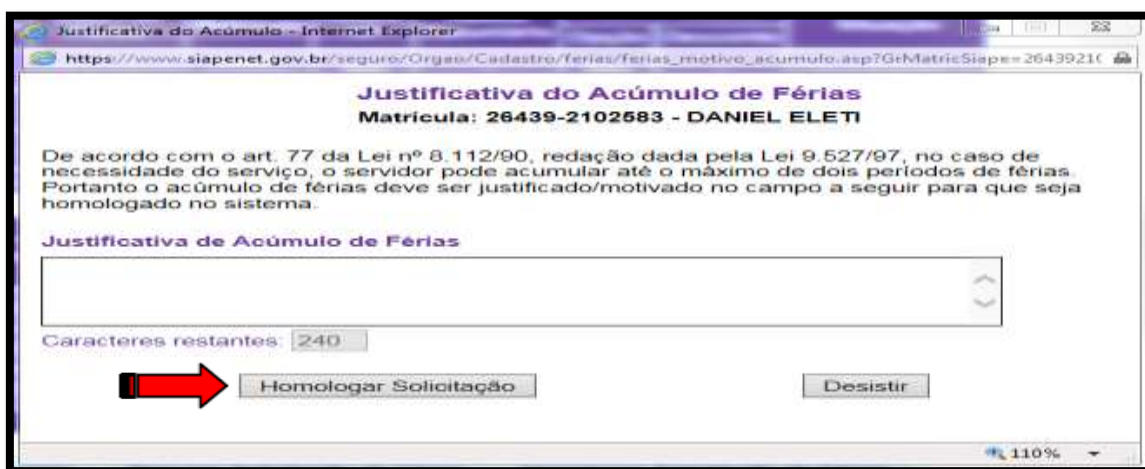 Justificativa do Acúmulo - Internet Explorer
https://www.siapenet.gov.br/seguro/Orgao/Cadastro/ferias/ferias_motivo_acumulo.asp?GrMatricSiape=2643921(
Justificativa do Acúmulo de Férias
Matrícula: 26439-2102583 - DANIEL ELETI
De acordo com o art. 77 da Lei nº 8.112/90, redação dada pela Lei 9.527/97, no caso de
necessidade do serviço, o servidor pode acumular até o máximo de dois períodos de férias.
Portanto o acúmulo de férias deve ser justificado/motivado no campo a seguir para que seja
homologado no sistema.
Justificativa de Acúmulo de Férias
Caracteres restantes: 240
Homologar Solicitação Desistir
110%